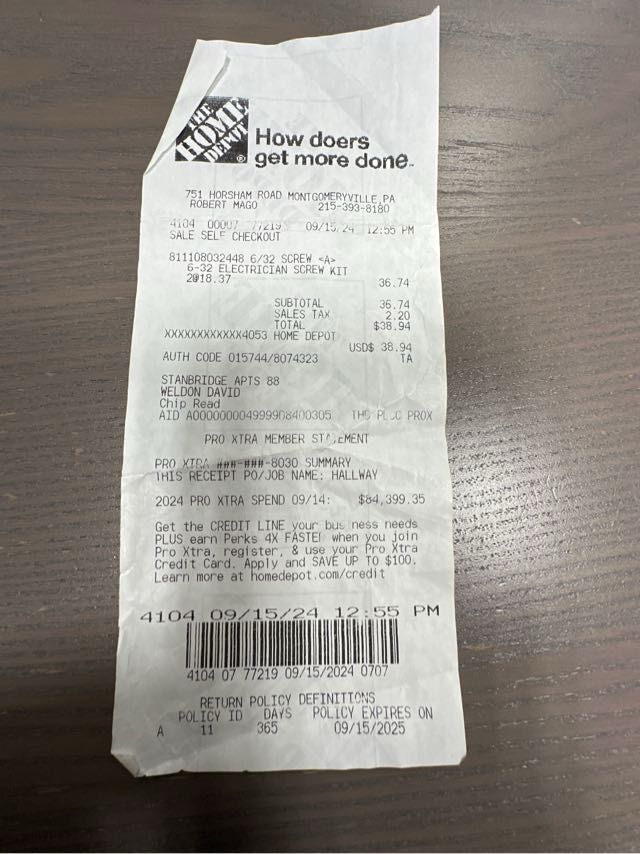 THE
HOME
DEPOT
How doers
get more done™
751 HORSHAM ROAD MONTGOMERYVILLE,PA
ROBERT MAGO 215-393-8180
4104 00007 77219 09/15/24 12:55 PM
SALE SELF CHECKOUT
811108032448 6/32 SCREW <A>
6-32 ELECTRICIAN SCREW KIT
2@18.37 36.74
SUBTOTAL 36.74
SALES TAX 2.20
TOTAL $38.94
XXXXXXXXXXXX4053 HOME DEPOT
USD$ 38.94
AUTH CODE 015744/8074323 TA
STANBRIDGE APTS 88
WELDON DAVID
Chip Read
AID PROX
PRO XTRA MEMBER STATEMENT
PRO XTRA ###-###-8030 SUMMARY
THIS RECEIPT PO/JOB NAME: HALLWAY
2024 PRO XTRA SPEND 09/14: $84,399.35
Get the CREDIT LINE your business needs
PLUS earn Perks 4X FASTER when you join
Pro Xtra, register, & use your Pro Xtra
Credit Card. Apply and SAVE UP TO $100.
Learn more at homedepot.com/credit
4104 09/15/24 12:55 PM
4104 07 77219 09/15/2024 0707
RETURN POLICY DEFINITIONS
POLICY ID DAYS POLICY EXPIRES ON
A 11 365 09/15/2025